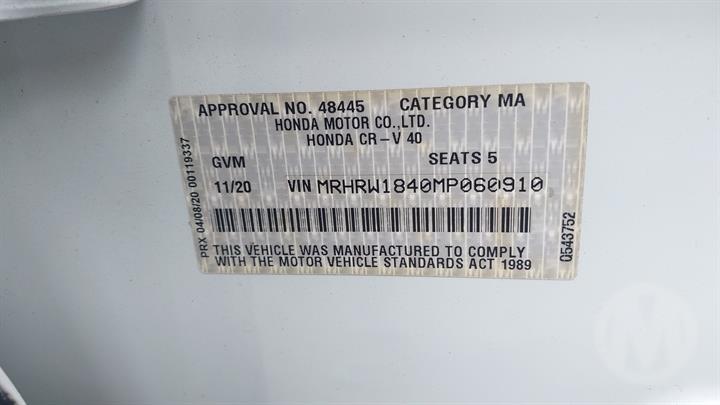 APPROVAL NO. 48445 CATEGORY MA
HONDA MOTOR CO.,LTD.
HONDA CR-V 40
GVM SEATS 5
11/20 VIN MRHRW1840MP060910
THIS VEHICLE WAS MANUFACTURED TO COMPLY
WITH THE MOTOR VEHICLE STANDARDS ACT 1989
PRX 04/08/20 00119337
0543752
M